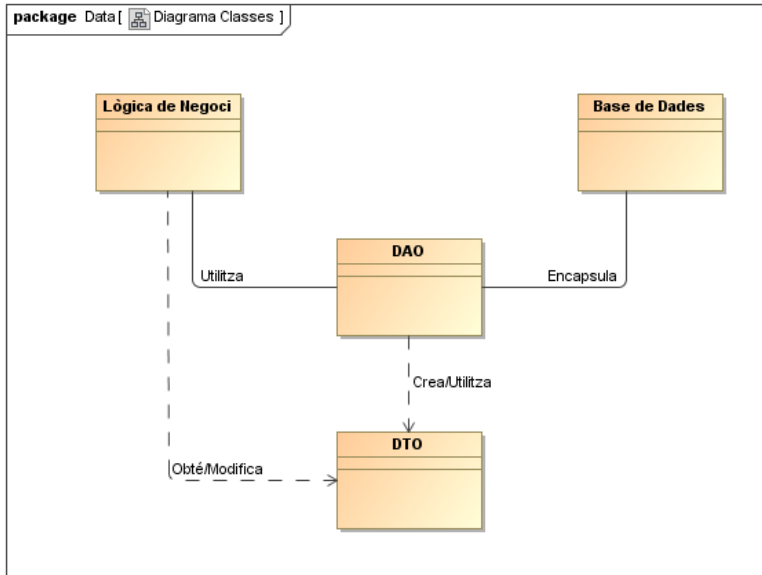 package Data [ Diagrama Classes ]
Lògica de Negoci
Base de Dades
DAO
Utilitza
Encapsula
Crea/Utilitza
DTO
Obté/Modifica